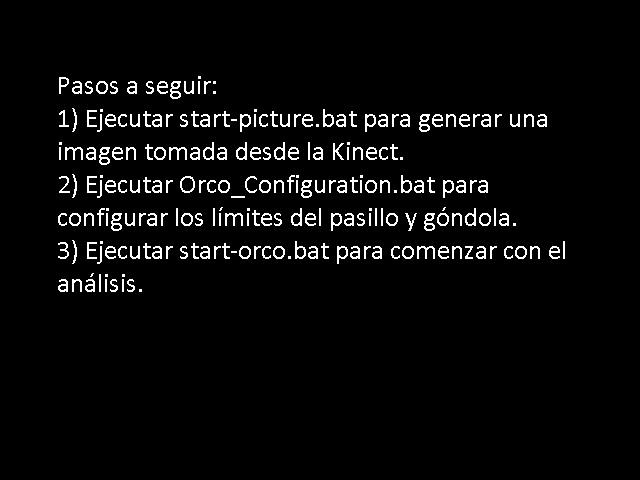 Pasos a seguir:
1) Ejecutar start-picture.bat para generar una
imagen tomada desde la Kinect.
2) Ejecutar Orco_Configuration.bat para
configurar los límites del pasillo y góndola.
3) Ejecutar start-orco.bat para comenzar con el
análisis.